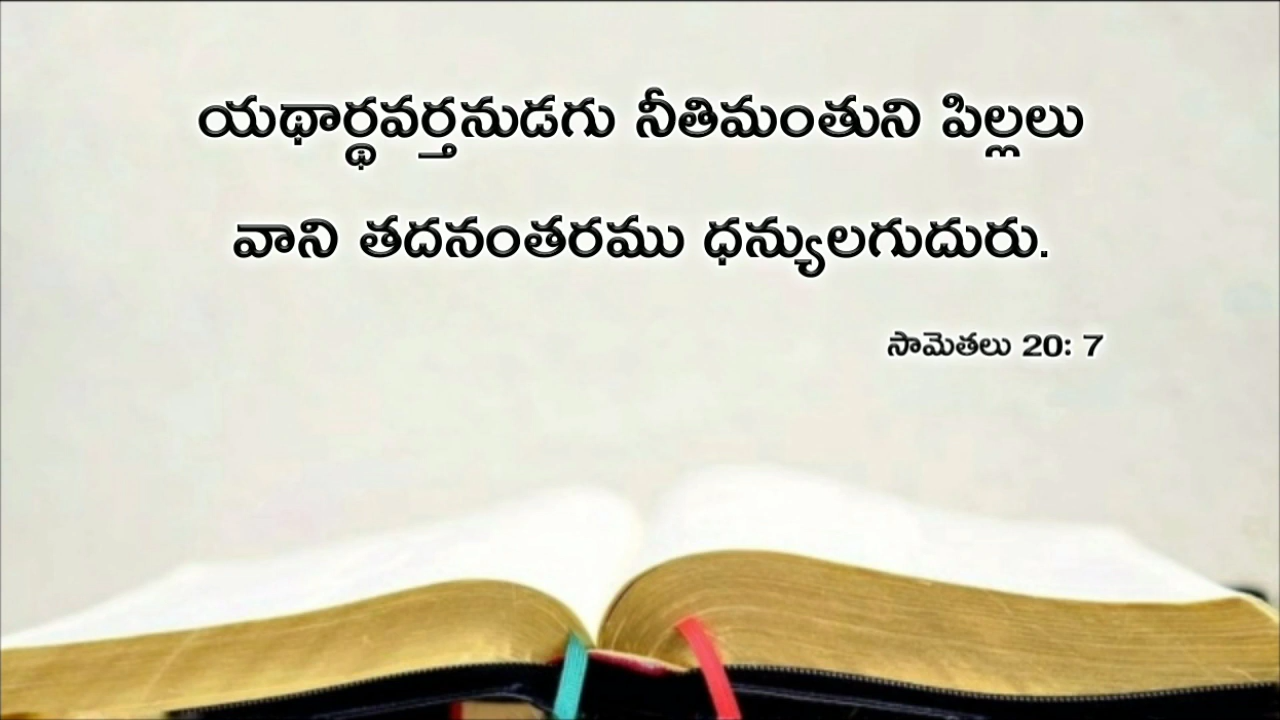 యథార్థవర్తనుడగు నీతిమంతుని పిల్లలు
వాని తదనంతరము ధన్యులగుదురు.
సామెతలు 20: 7